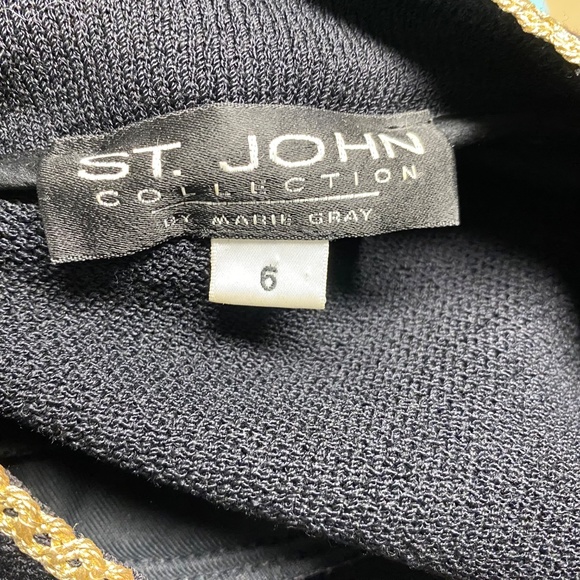 ST. JOHN
COLLECTION
BY MARIE GRAY
6